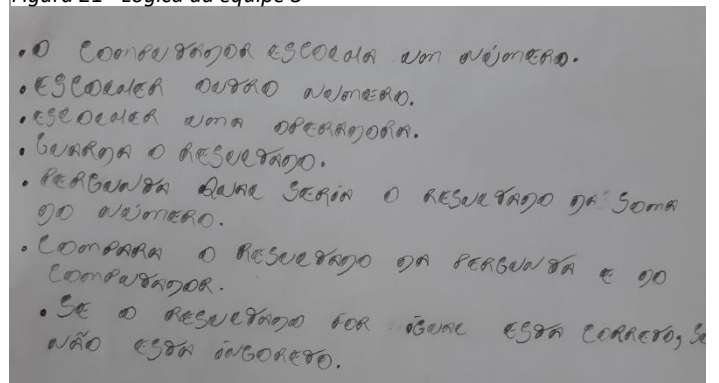 Figura 21 - Lógica da equipe 3
• O COMPUTADOR ESCOLHA UM NÚMERO.
• ESCOLHER OUTRO NÚMERO.
• ESCOLHER UMA OPERADORA.
• GUARDA O RESULTADO.
• PERGUNTA QUAL SERIA O RESULTADO DA SOMA
DO NÚMERO.
• COMPARA O RESULTADO DA PERGUNTA E DO
COMPUTADOR.
• SE O RESULTADO FOR IGUAL ESTA CORRETO, SE
NÃO ESTA INCORETO.